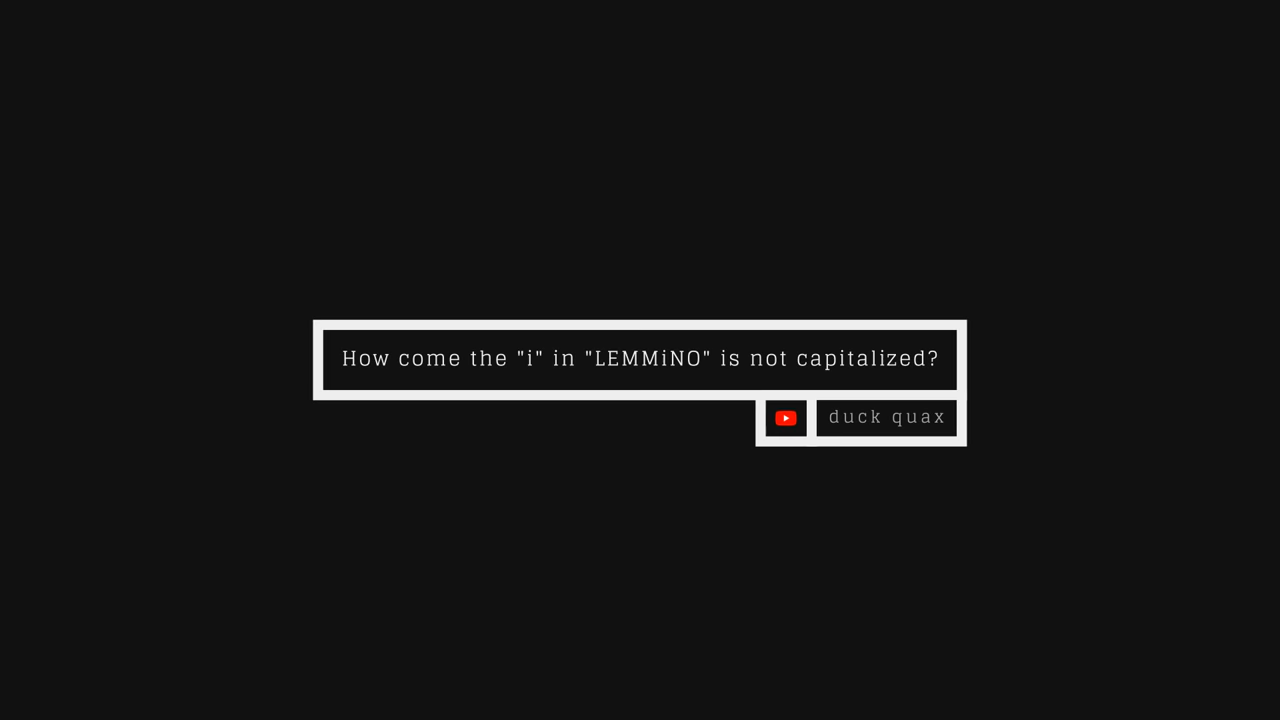 How come the "i" in "LEMMiNO" is not capitalized?
duck quax